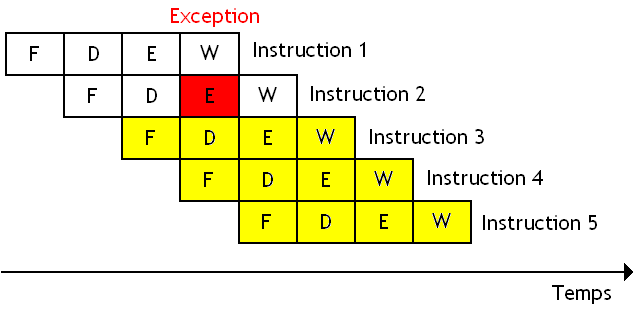 Exception
F D E W Instruction 1
F D E W Instruction 2
F D E W Instruction 3
F D E W Instruction 4
F D E W Instruction 5
Temps